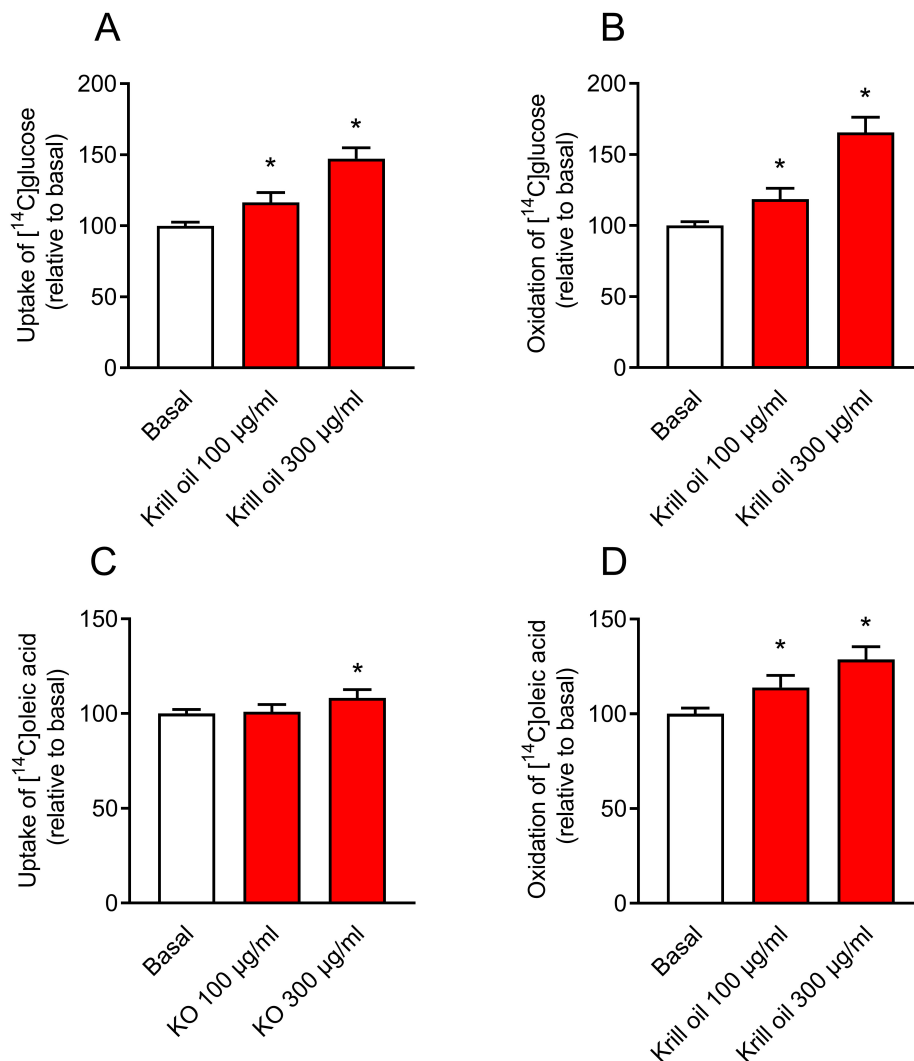 A
Uptake of [¹⁴C]glucose
(relative to basal)
200
150
100
50
0
*
*
Basal
Krill oil 100 µg/ml
Krill oil 300 µg/ml
B
Oxidation of [¹⁴C]glucose
(relative to basal)
200
150
100
50
0
*
*
Basal
Krill oil 100 µg/ml
Krill oil 300 µg/ml
C
Uptake of [¹⁴C]oleic acid
(relative to basal)
150
100
50
0
*
Basal
KO 100 µg/ml
KO 300 µg/ml
D
Oxidation of [¹⁴C]oleic acid
(relative to basal)
150
100
50
0
*
*
Basal
Krill oil 100 µg/ml
Krill oil 300 µg/ml